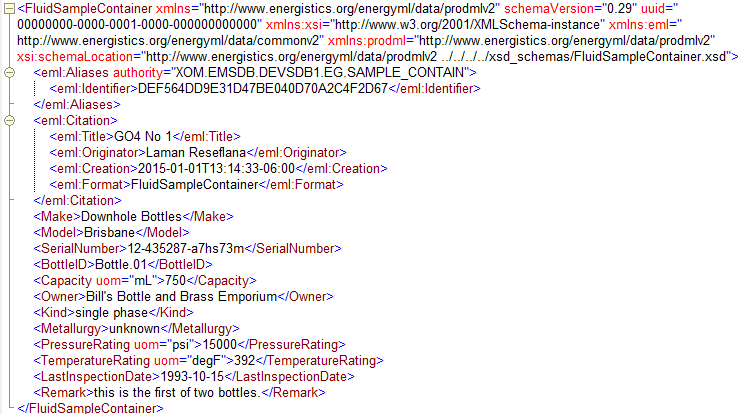 <FluidSampleContainer xmlns="http://www.energistics.org/energyml/data/prodmlv2" schemaVersion="0.29" uuid="
00000000-0000-0001-0000-000000000000" xmlns:xsi="http://www.w3.org/2001/XMLSchema-instance" xmlns:eml="
http://www.energistics.org/energyml/data/commonv2" xmlns:prodml="http://www.energistics.org/energyml/data/prodmlv2"
xsi:schemaLocation="http://www.energistics.org/energyml/data/prodmlv2 ../../../../xsd_schemas/FluidSampleContainer.xsd">
<eml:Aliases authority="XOM.EMSDB.DEVSDB1.EG.SAMPLE_CONTAIN">
<eml:Identifier>DEF564DD9E31D47BE040D70A2C4F2D67</eml:Identifier>
</eml:Aliases>
<eml:Citation>
<eml:Title>GO4 No 1</eml:Title>
<eml:Originator>Laman Reseflana</eml:Originator>
<eml:Creation>2015-01-01T13:14:33-06:00</eml:Creation>
<eml:Format>FluidSampleContainer</eml:Format>
</eml:Citation>
<Make>Downhole Bottles</Make>
<Model>Brisbane</Model>
<SerialNumber>12-435287-a7hs73m</SerialNumber>
<BottleID>Bottle.01</BottleID>
<Capacity uom="mL">750</Capacity>
<Owner>Bill's Bottle and Brass Emporium</Owner>
<Kind>single phase</Kind>
<Metallurgy>unknown</Metallurgy>
<PressureRating uom="psi">15000</PressureRating>
<TemperatureRating uom="degF">392</TemperatureRating>
<LastInspectionDate>1993-10-15</LastInspectionDate>
<Remark>this is the first of two bottles.</Remark>
</FluidSampleContainer>